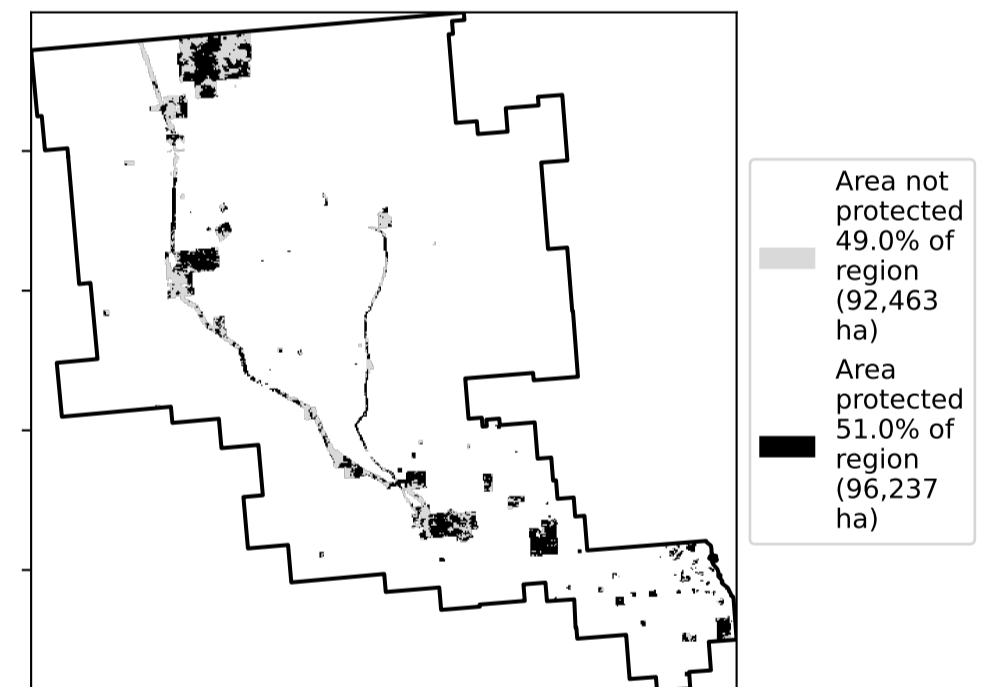 Area not
protected
49.0% of
region
(92,463
ha)
Area
protected
51.0% of
region
(96,237
ha)